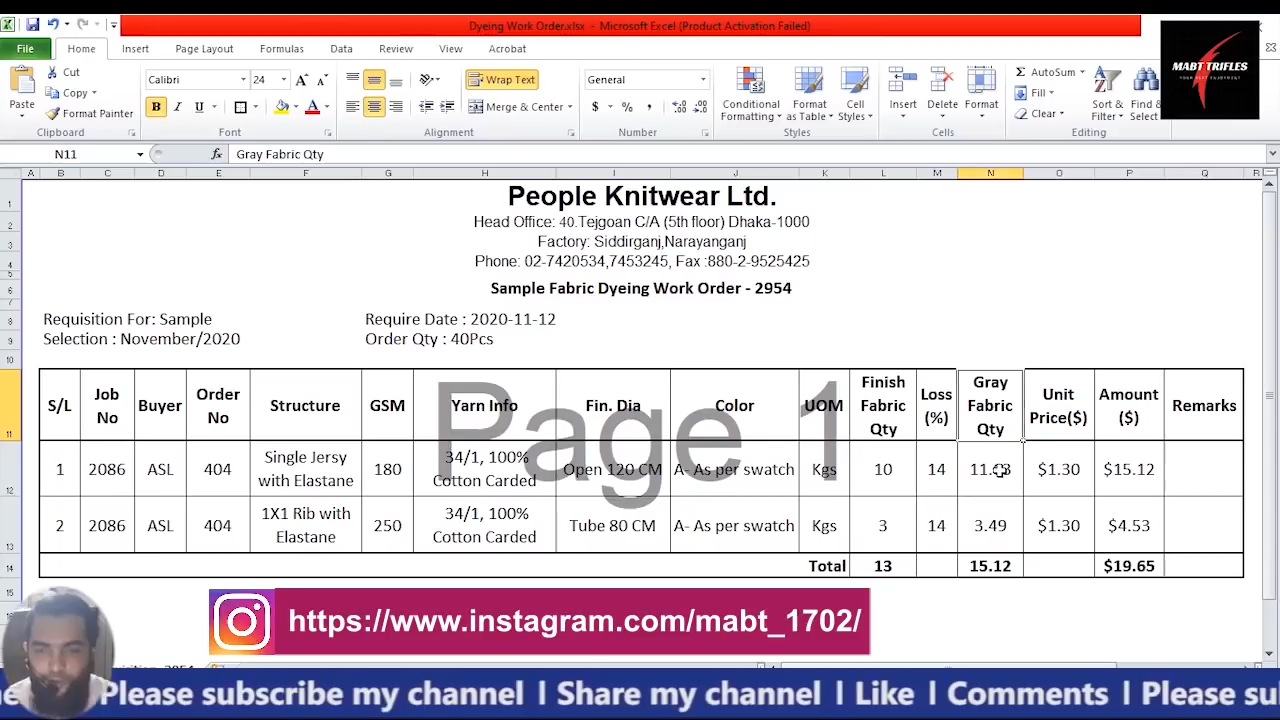 Dyeing Work Order.xlsx - Microsoft Excel (Product Activation Failed)
File Home Insert Page Layout Formulas Data Review View Acrobat
MABT TRIFLES
Paste Cut Copy Format Painter Clipboard
Calibri 24 B I U A Font
Wrap Text Merge & Center Alignment
General $ % , Number
Conditional Formatting Format as Table Cell Styles Styles
Insert Delete Format Cells
AutoSum Fill Clear Sort & Filter Find & Select Editing
N11 fx Gray Fabric Qty
A B C D E F G H I J K L M N O P Q R
People Knitwear Ltd.
Head Office: 40.Tejgoan C/A (5th floor) Dhaka-1000
Factory: Siddirganj,Narayanganj
Phone: 02-7420534,7453245, Fax :880-2-9525425
Sample Fabric Dyeing Work Order - 2954
Requisition For: Sample Require Date : 2020-11-12
Selection : November/2020 Order Qty : 40Pcs
Page 1
S/L Job No Buyer Order No Structure GSM Yarn Info Fin. Dia Color UOM Finish Fabric Qty Loss (%) Gray Fabric Qty Unit Price($) Amount ($) Remarks
1 2086 ASL 404 Single Jersy with Elastane 180 34/1, 100% Cotton Carded Open 120 CM A- As per swatch Kgs 10 14 $1.30 $15.12
2 2086 ASL 404 1X1 Rib with Elastane 250 34/1, 100% Cotton Carded Tube 80 CM A- As per swatch Kgs 3 14 3.49 $1.30 $4.53
Total 13 15.12 $19.65
https://www.instagram.com/mabt_1702/
Please subscribe my channel l Share my channel l Like l Comments l Please su